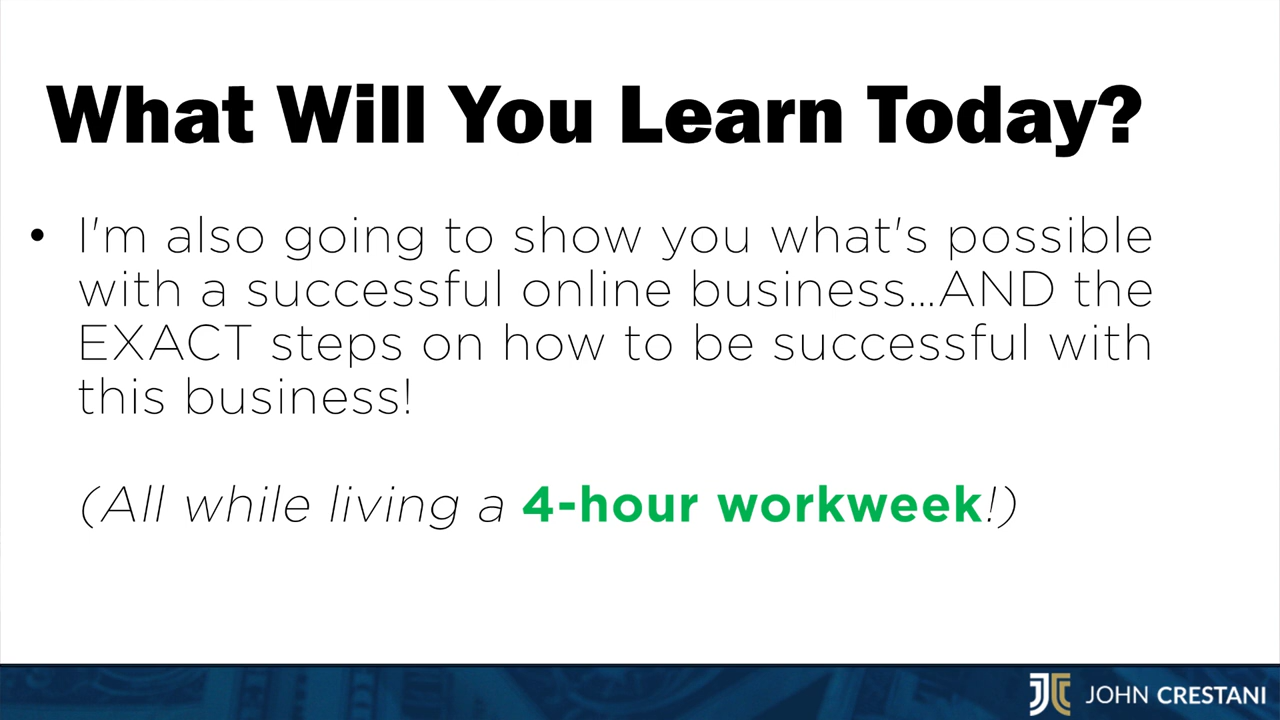 What Will You Learn Today?
• I'm also going to show you what's possible
with a successful online business...AND the
EXACT steps on how to be successful with
this business!
(All while living a 4-hour workweek!)
JOHN CRESTANI